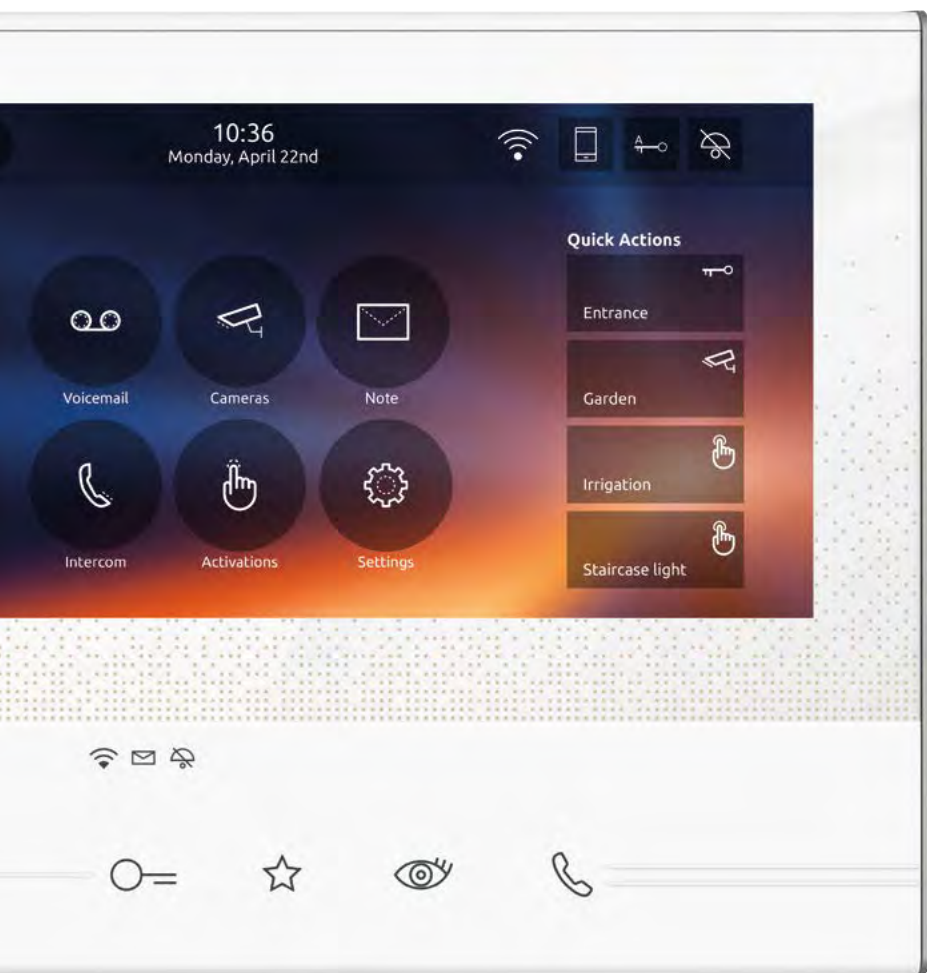 10:36
Monday, April 22nd
A
Quick Actions
Entrance
Voicemail
Cameras
Note
Garden
Irrigation
Intercom
Activations
Settings
Staircase light